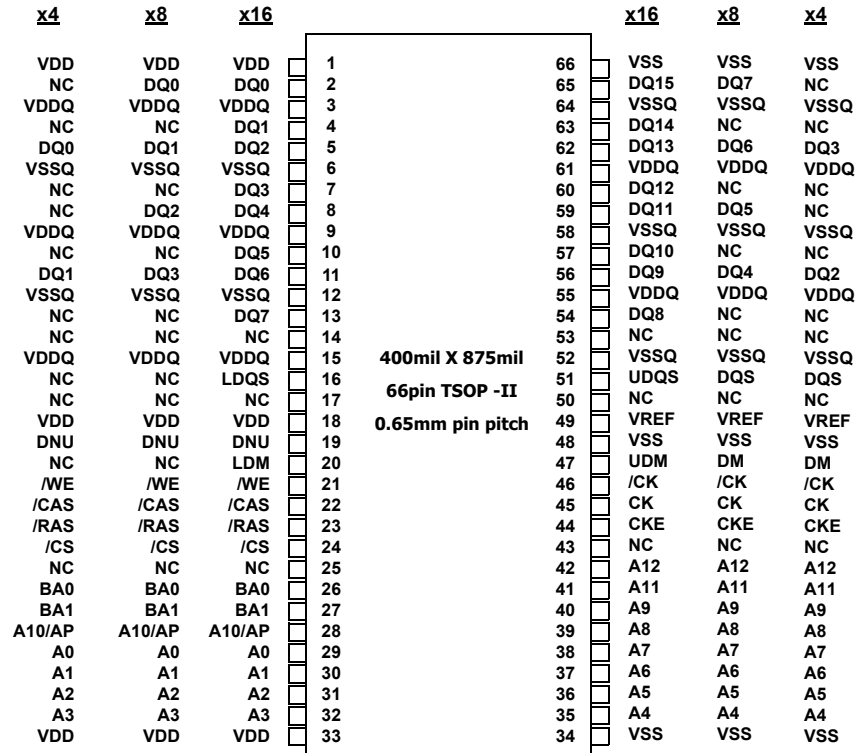 x4 x8 x16 x16 x8 x4
VDD VDD VDD 1 66 VSS VSS VSS
NC DQ0 DQ0 2 65 DQ15 DQ7 NC
VDDQ VDDQ VDDQ 3 64 VSSQ VSSQ VSSQ
NC NC DQ1 4 63 DQ14 NC NC
DQ0 DQ1 DQ2 5 62 DQ13 DQ6 DQ3
VSSQ VSSQ VSSQ 6 61 VDDQ VDDQ VDDQ
NC NC DQ3 7 60 DQ12 NC NC
NC DQ2 DQ4 8 59 DQ11 DQ5 NC
VDDQ VDDQ VDDQ 9 58 VSSQ VSSQ VSSQ
NC NC DQ5 10 57 DQ10 NC NC
DQ1 DQ3 DQ6 11 56 DQ9 DQ4 DQ2
VSSQ VSSQ VSSQ 12 55 VDDQ VDDQ VDDQ
NC NC DQ7 13 54 DQ8 NC NC
NC NC NC 14 53 NC NC NC
VDDQ VDDQ VDDQ 15 400mil X 875mil 52 VSSQ VSSQ VSSQ
NC NC LDQS 16 66pin TSOP -II 51 UDQS DQS DQS
NC NC NC 17 50 NC NC NC
VDD VDD VDD 18 0.65mm pin pitch 49 VREF VREF VREF
DNU DNU DNU 19 48 VSS VSS VSS
NC NC LDM 20 47 UDM DM DM
/WE /WE /WE 21 46 /CK /CK /CK
/CAS /CAS /CAS 22 45 CK CK CK
/RAS /RAS /RAS 23 44 CKE CKE CKE
/CS /CS /CS 24 43 NC NC NC
NC NC NC 25 42 A12 A12 A12
BA0 BA0 BA0 26 41 A11 A11 A11
BA1 BA1 BA1 27 40 A9 A9 A9
A10/AP A10/AP A10/AP 28 39 A8 A8 A8
A0 A0 A0 29 38 A7 A7 A7
A1 A1 A1 30 37 A6 A6 A6
A2 A2 A2 31 36 A5 A5 A5
A3 A3 A3 32 35 A4 A4 A4
VDD VDD VDD 33 34 VSS VSS VSS